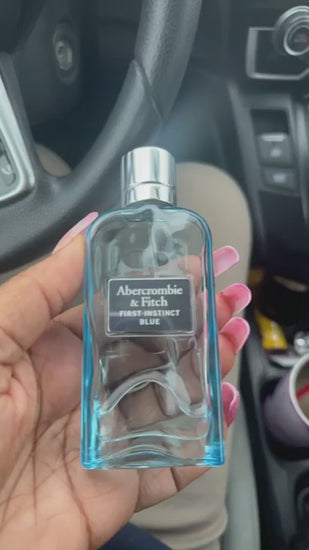 Abercrombie
& Fitch
FIRST INSTINCT
BLUE